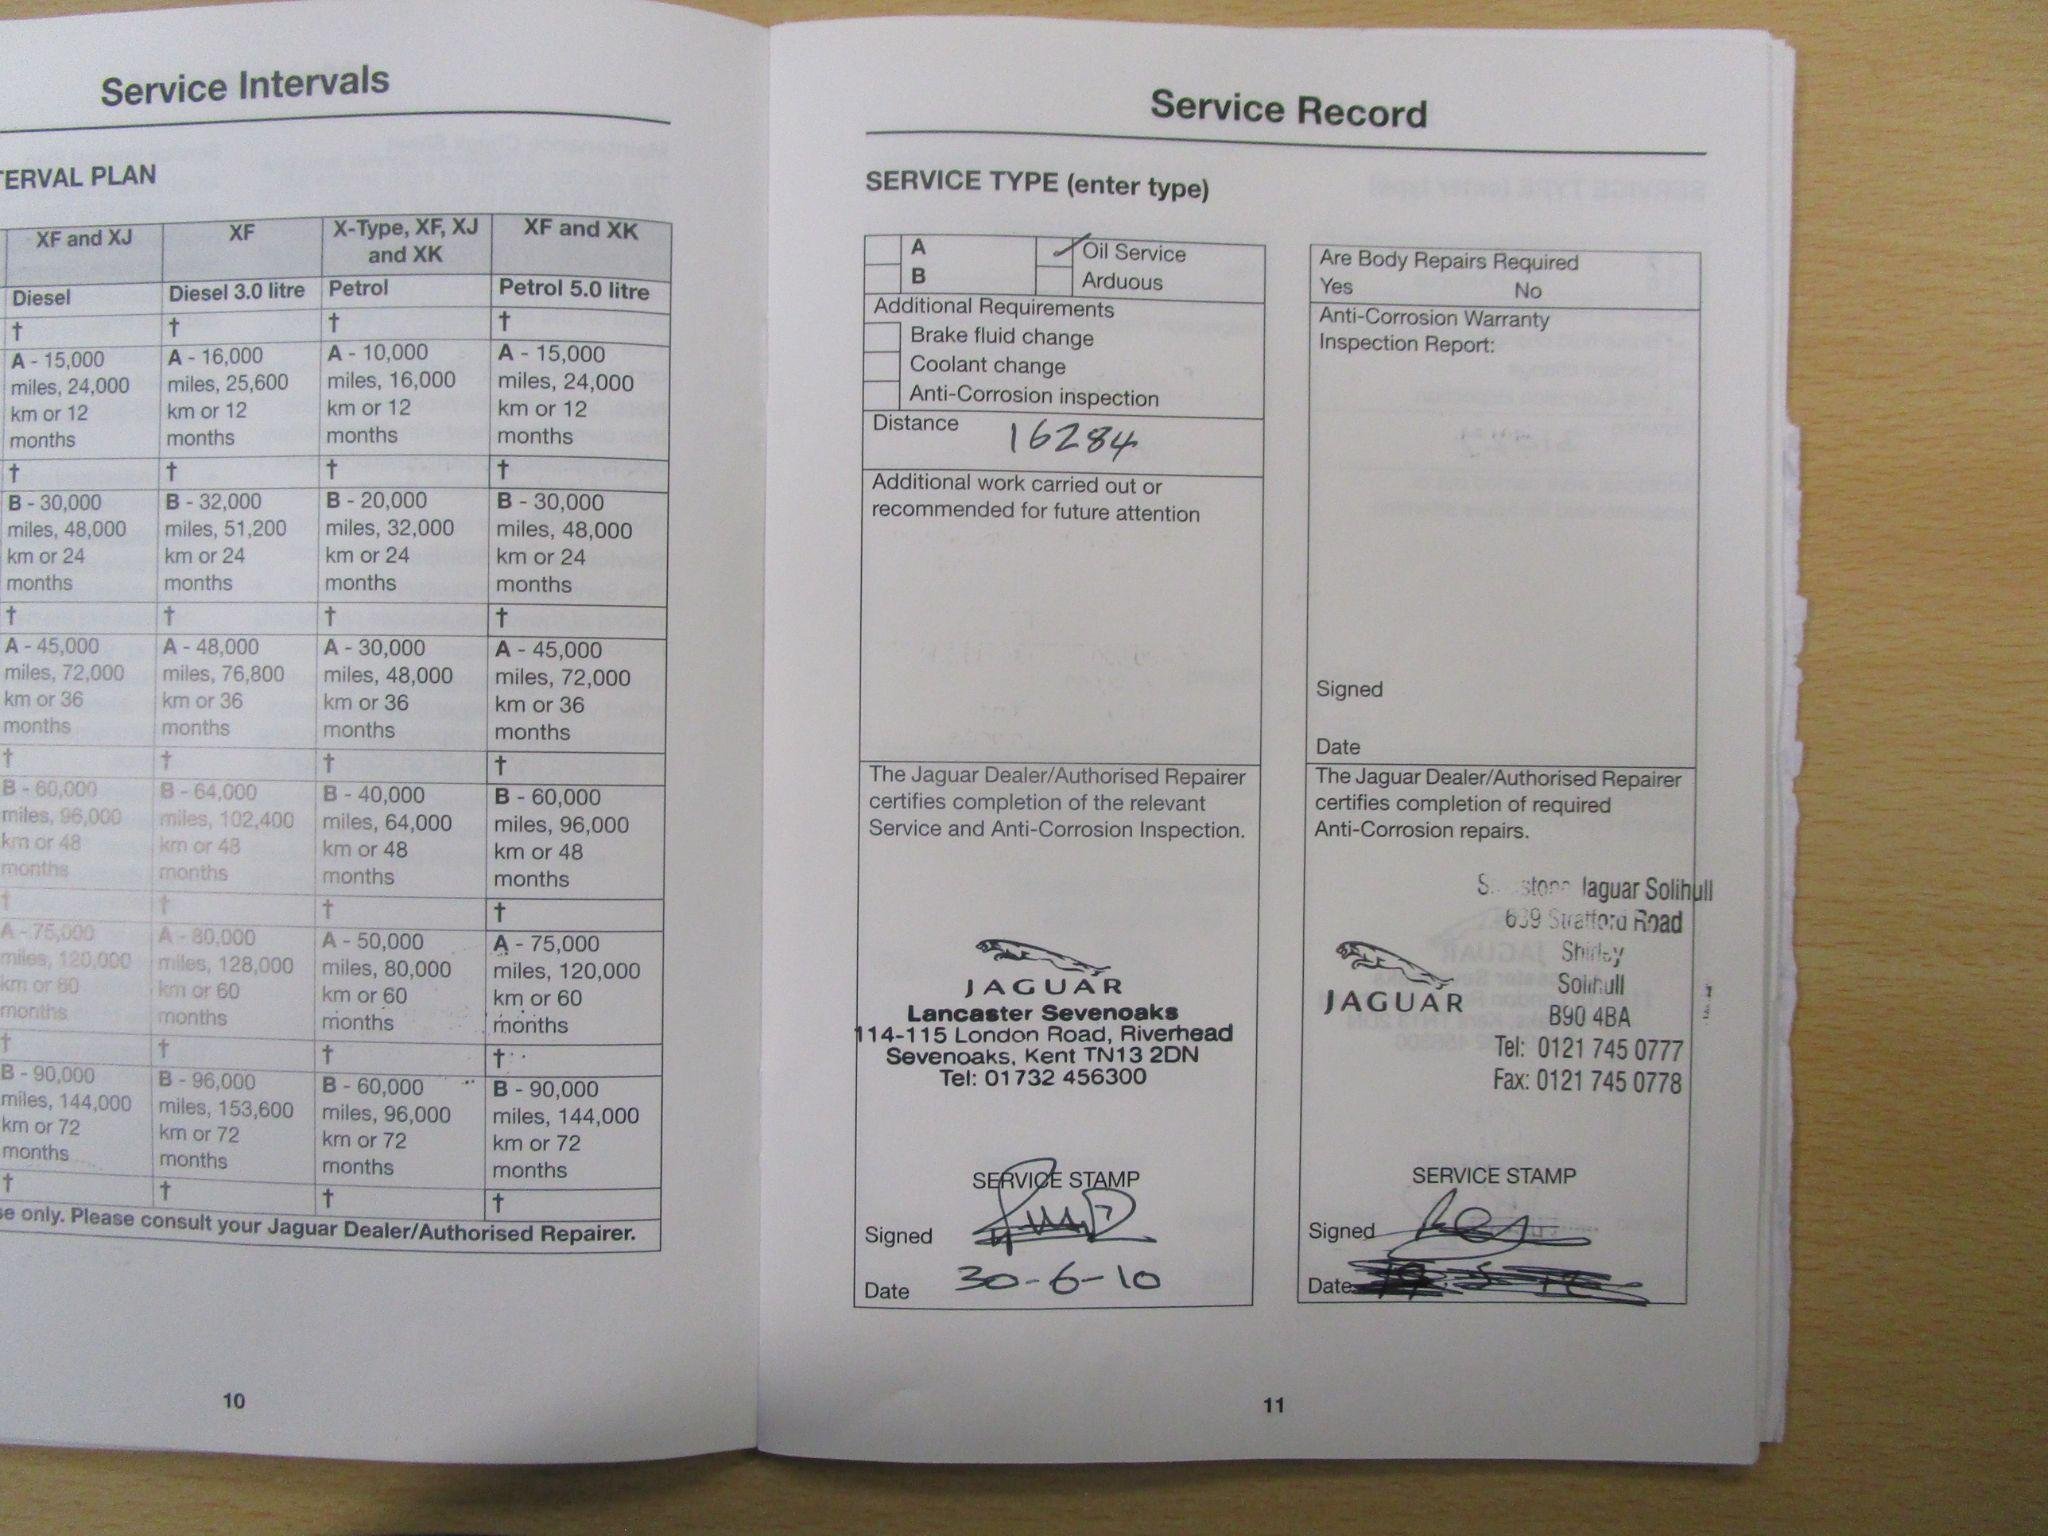 Service Intervals
TERVAL PLAN
XF and XJ
XF
X-Type, XF, XJ
and XK
XF and XK
Diesel
Diesel 3.0 litre
Petrol
Petrol 5.0 litre
† † † †
A - 15,000
miles, 24,000
km or 12
months
A - 16,000
miles, 25,600
km or 12
months
A - 10,000
miles, 16,000
km or 12
months
A - 15,000
miles, 24,000
km or 12
months
† † † †
B - 30,000
miles, 48,000
km or 24
months
B - 32,000
miles, 51,200
km or 24
months
B - 20,000
miles, 32,000
km or 24
months
B - 30,000
miles, 48,000
km or 24
months
† † † †
A - 45,000
miles, 72,000
km or 36
months
A - 48,000
miles, 76,800
km or 36
months
A - 30,000
miles, 48,000
km or 36
months
A - 45,000
miles, 72,000
km or 36
months
† † † †
B - 60,000
miles, 96,000
km or 48
months
B - 64,000
miles, 102,400
km or 48
months
B - 40,000
miles, 64,000
km or 48
months
B - 60,000
miles, 96,000
km or 48
months
† † † †
A - 75,000
miles, 120,000
km or 60
months
A - 80,000
miles, 128,000
km or 60
months
A - 50,000
miles, 80,000
km or 60
months
A - 75,000
miles, 120,000
km or 60
months
† † † †
B - 90,000
miles, 144,000
km or 72
months
B - 96,000
miles, 153,600
km or 72
months
B - 60,000
miles, 96,000
km or 72
months
B - 90,000
miles, 144,000
km or 72
months
† † † †
se only. Please consult your Jaguar Dealer/Authorised Repairer.
10
Service Record
SERVICE TYPE (enter type)
A
Oil Service
B
Arduous
Additional Requirements
Brake fluid change
Coolant change
Anti-Corrosion inspection
Distance
16284
Additional work carried out or
recommended for future attention
The Jaguar Dealer/Authorised Repairer
certifies completion of the relevant
Service and Anti-Corrosion Inspection.
JAGUAR
Lancaster Sevenoaks
114-115 London Road, Riverhead
Sevenoaks, Kent TN13 2DN
Tel: 01732 456300
SERVICE STAMP
Signed
Date 30-6-10
Are Body Repairs Required
Yes No
Anti-Corrosion Warranty
Inspection Report:
Signed
Date
The Jaguar Dealer/Authorised Repairer
certifies completion of required
Anti-Corrosion repairs.
Jaguar Solihull
639 Stratford Road
Shirley
Solihull
B90 4BA
Tel: 0121 745 0777
Fax: 0121 745 0778
JAGUAR
SERVICE STAMP
Signed
Date
11